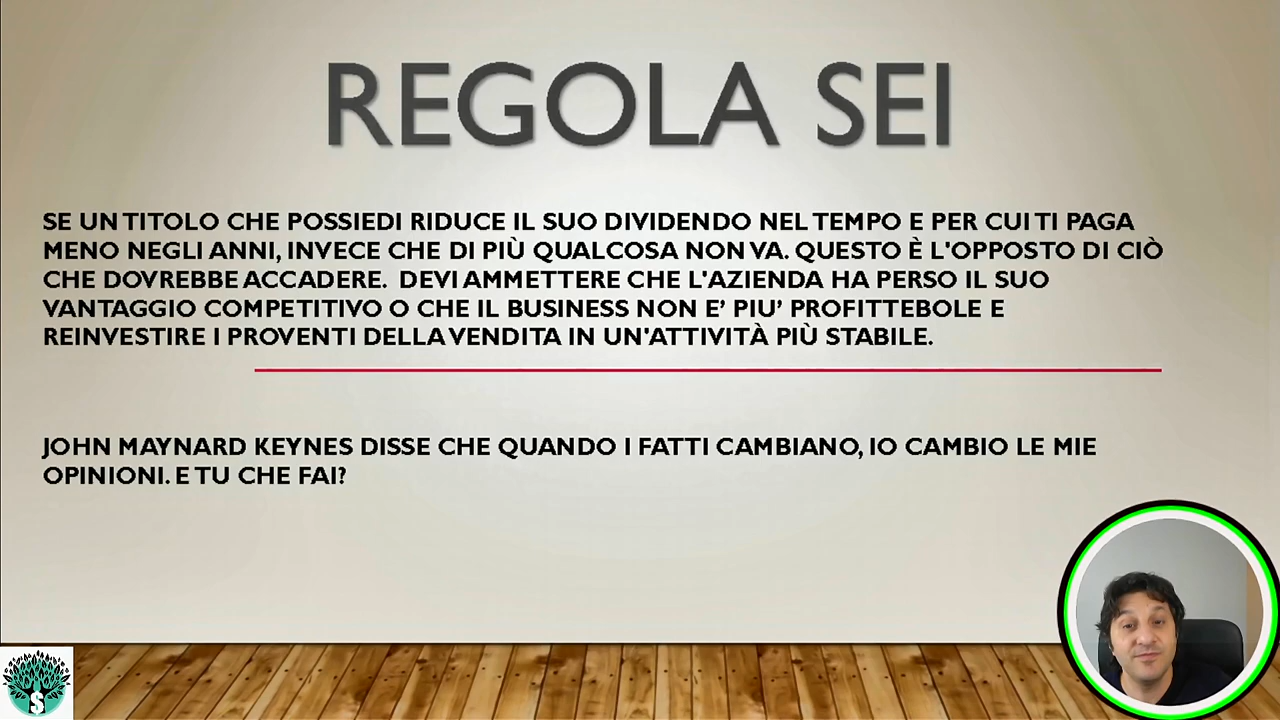 REGOLA SEI
SE UN TITOLO CHE POSSIEDI RIDUCE IL SUO DIVIDENDO NEL TEMPO E PER CUI TI PAGA
MENO NEGLI ANNI, INVECE CHE DI PIÙ QUALCOSA NON VA. QUESTO È L'OPPOSTO DI CIÒ
CHE DOVREBBE ACCADERE. DEVI AMMETTERE CHE L'AZIENDA HA PERSO IL SUO
VANTAGGIO COMPETITIVO O CHE IL BUSINESS NON E' PIU' PROFITTEBOLE E
REINVESTIRE I PROVENTI DELLA VENDITA IN UN'ATTIVITÀ PIÙ STABILE.
JOHN MAYNARD KEYNES DISSE CHE QUANDO I FATTI CAMBIANO, IO CAMBIO LE MIE
OPINIONI. E TU CHE FAI?
S